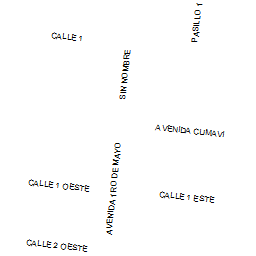 PASILLO 1
CALLE 1
SIN NOMBRE
AVENIDA CUMAVI
AVENIDA 1RO DE MAYO
CALLE 1 OESTE
CALLE 1 ESTE
CALLE 2 OESTE